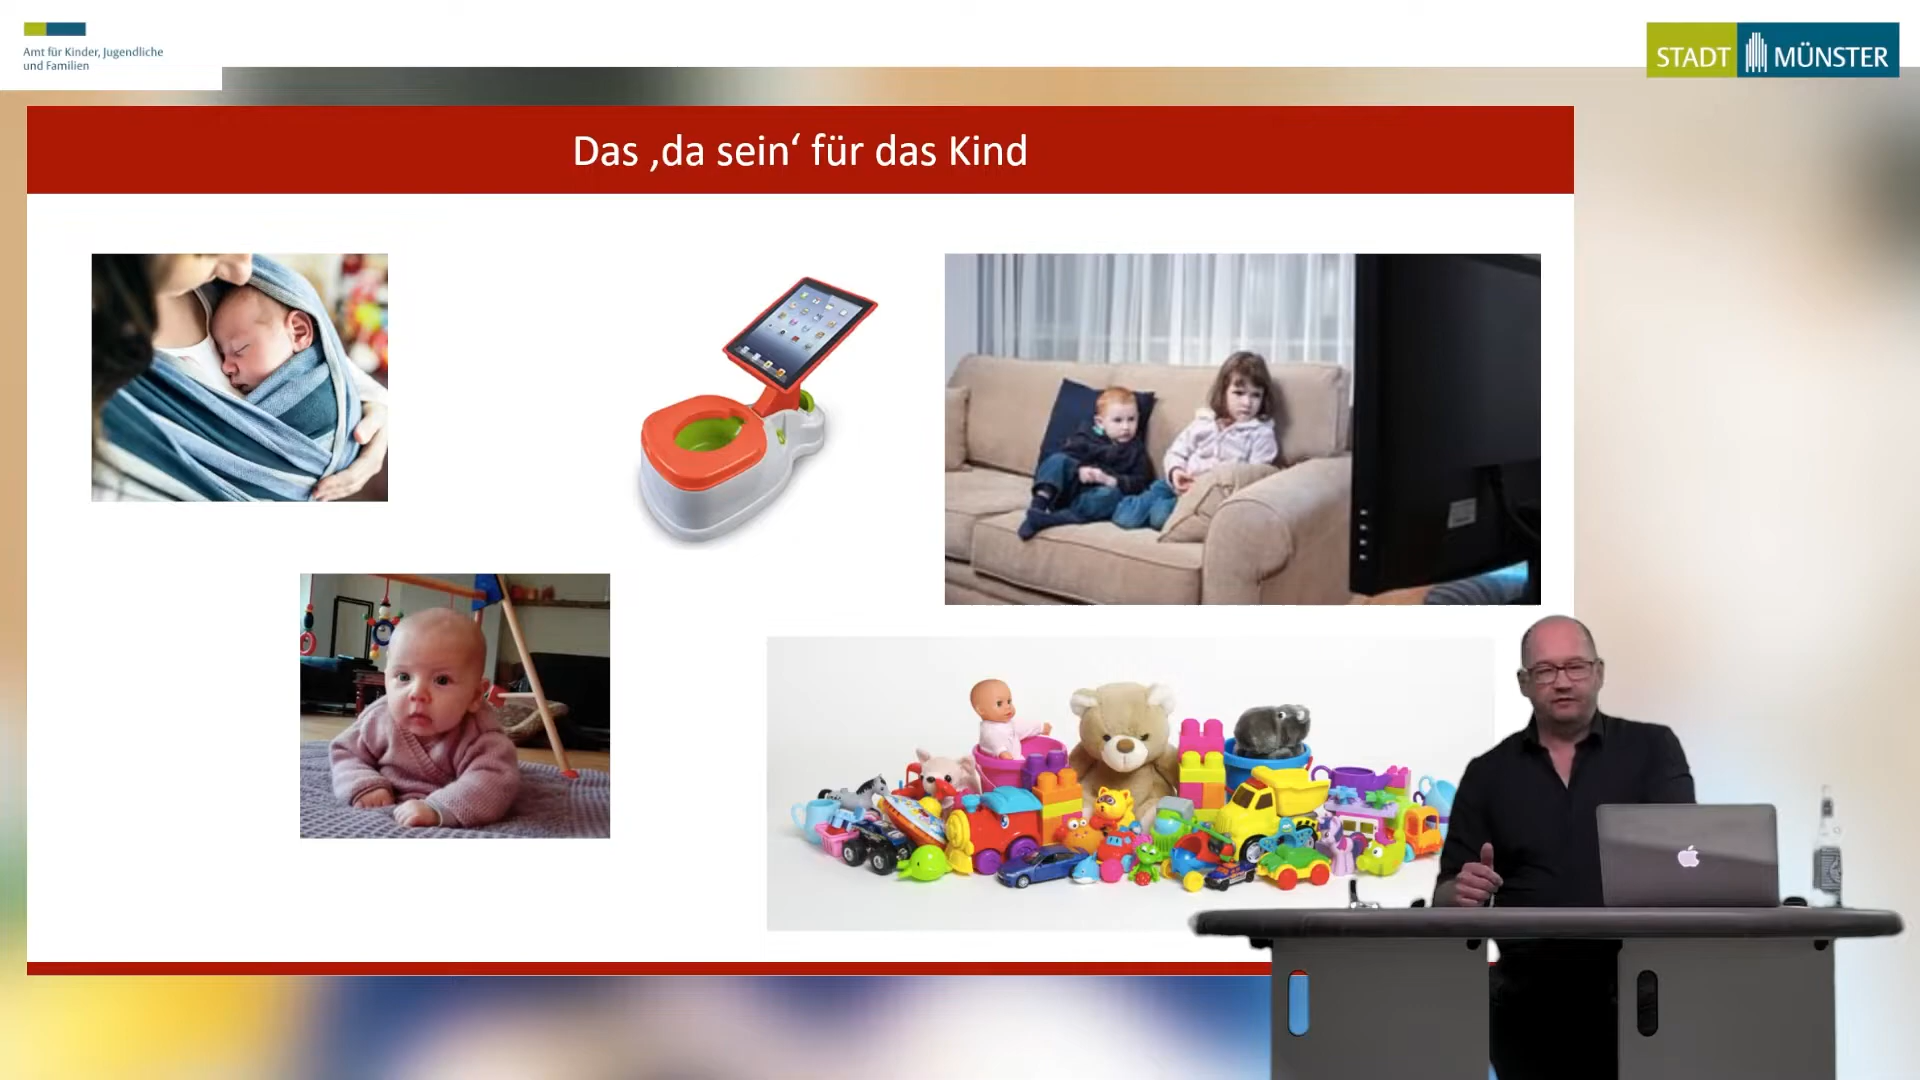 Amt für Kinder, Jugendliche
und Familien
STADT MÜNSTER
Das ‚da sein‘ für das Kind